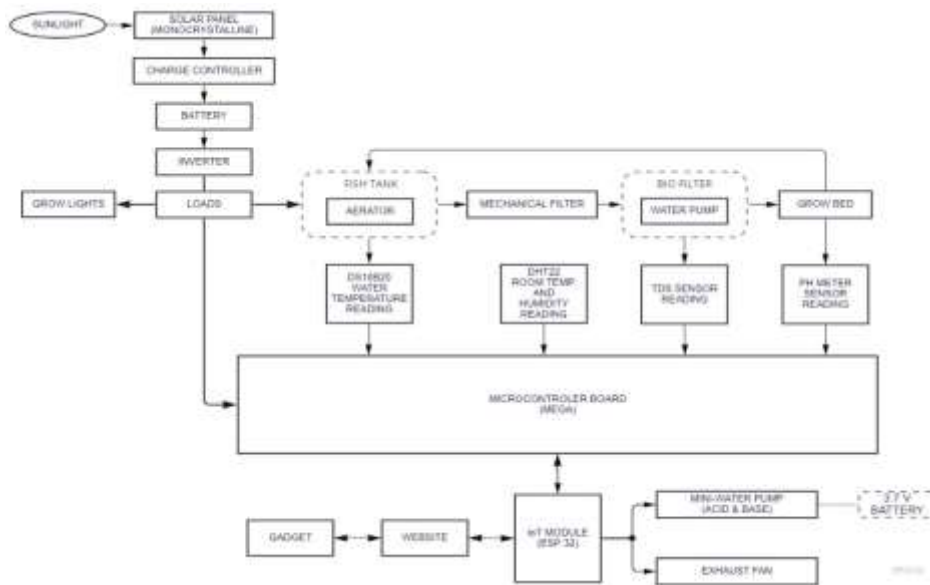 SUNLIGHT
SOLAR PANEL
(MONOCRYSTALLINE)
CHARGE CONTROLLER
BATTERY
INVERTER
GROW LIGHTS
LOADS
FISH TANK
AERATOR
MECHANICAL FILTER
BIO FILTER
WATER PUMP
GROW BED
DS18B20
WATER
TEMPERATURE
READING
DHT22
ROOM TEMP
AND
HUMIDITY
READING
TDS SENSOR
READING
PH METER
SENSOR
READING
MICROCONTROLER BOARD
(MEGA)
IoT MODULE
(ESP 32)
GADGET
WEBSITE
MINI-WATER PUMP
(ACID & BASE)
3.7 V
BATTERY
EXHAUST FAN